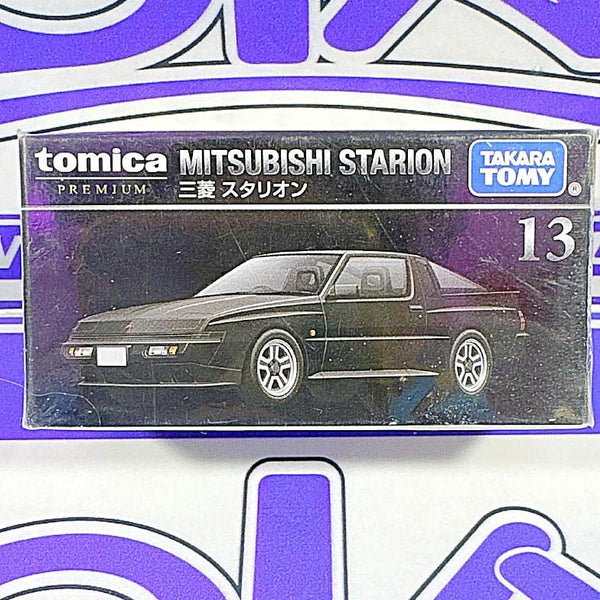 tomica
PREMIUM
MITSUBISHI STARION
三菱 スタリオン
TAKARA
TOMY
®
13